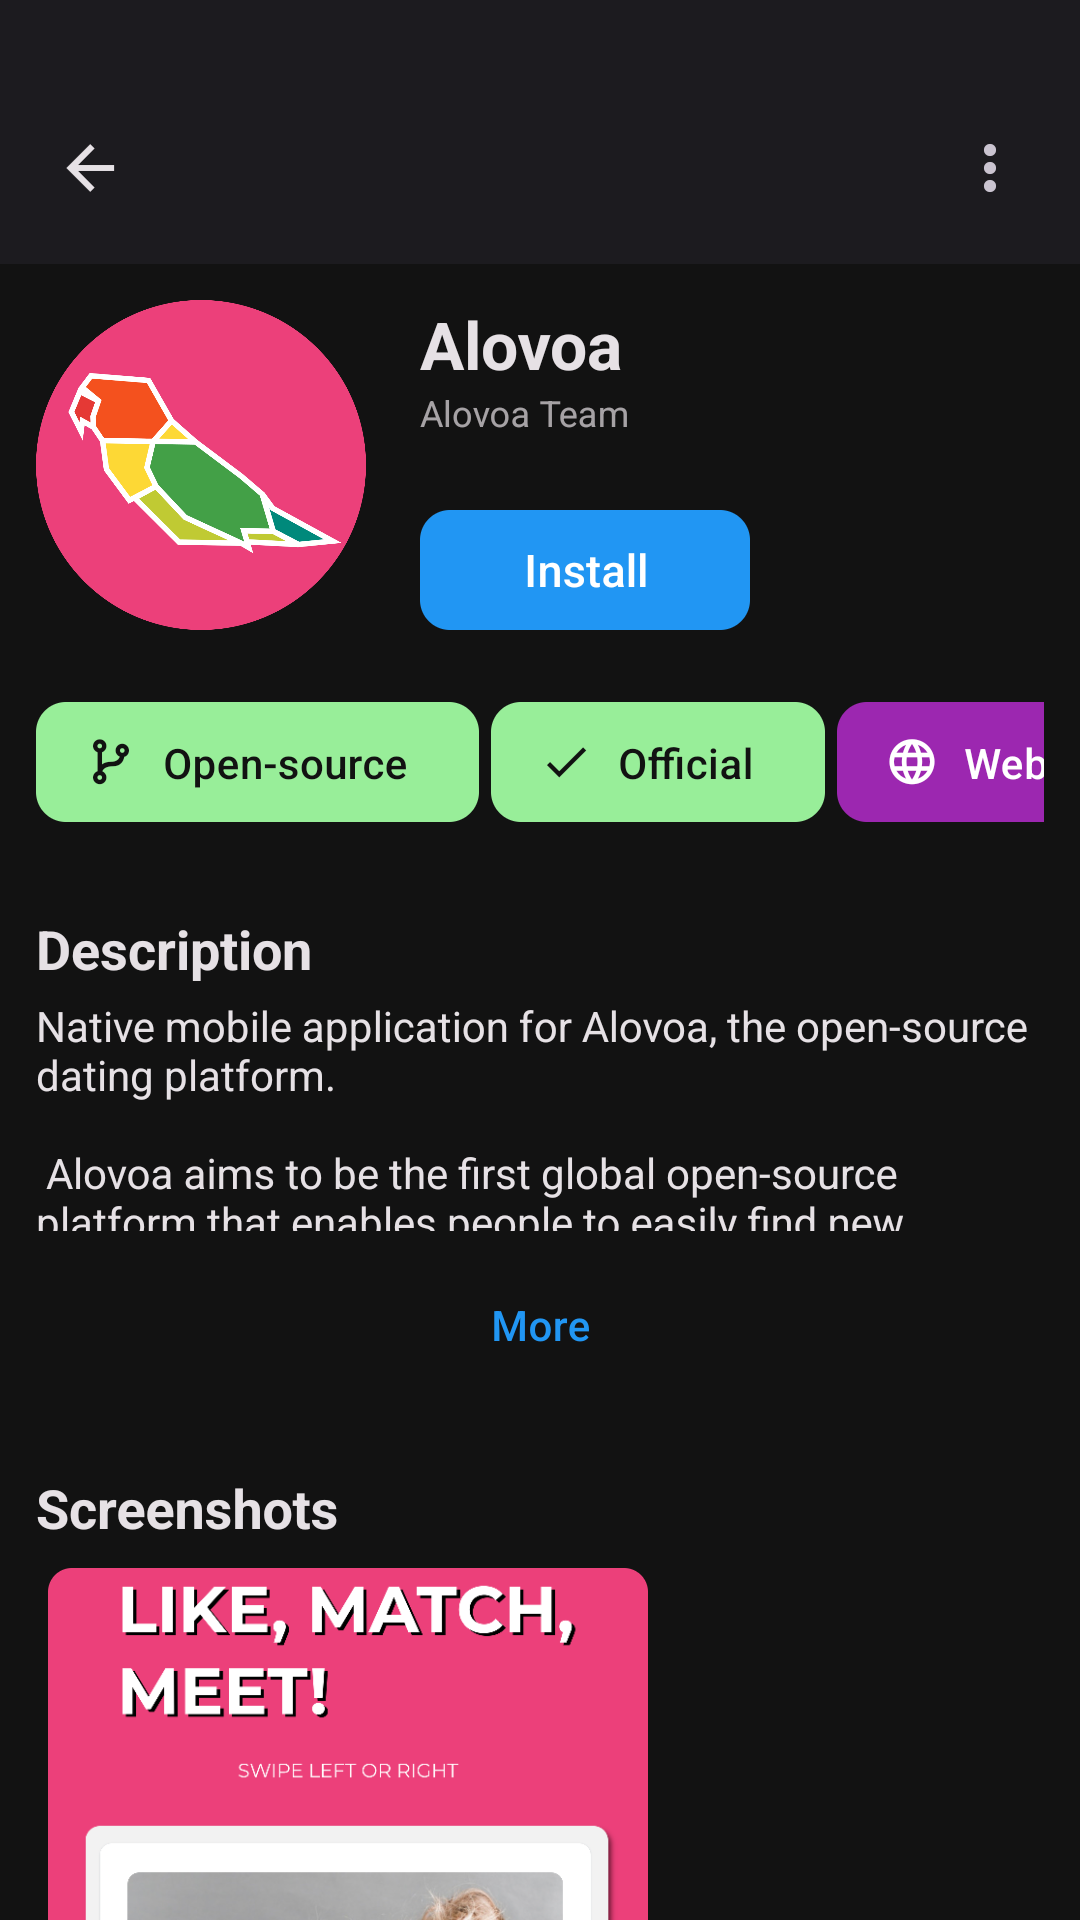 Alovoa
Alovoa Team
Install
Open-source
Official
Web
Description
Native mobile application for Alovoa, the open-source
dating platform.
Alovoa aims to be the first global open-source
platform that enables people to easily find new
More
Screenshots
LIKE, MATCH,
MEET!
SWIPE LEFT OR RIGHT